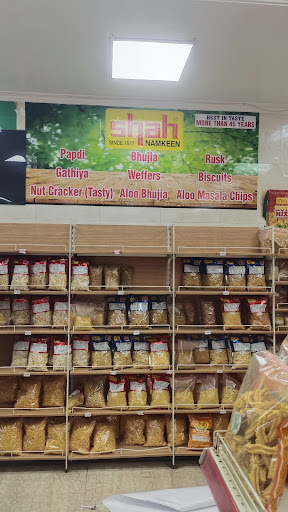 shah
SINCE 1977 NAMKEEN
BEST IN TASTE
MORE THAN 45 YEARS
Papdi Bhujia Rusk
Gathiya Weffers Biscuits
Nut Cracker (Tasty) Aloo Bhujia Aloo Masala Chips